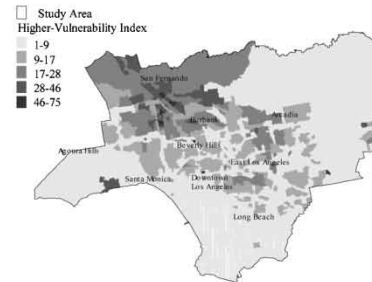 Study Area
Higher-Vulnerability Index
1-9
9-17
17-28
28-46
46-75
San Fernando
Burbank
Arcadia
Agoura Hills
Beverly Hills
East Los Angeles
Santa Monica
Downtown
Los Angeles
Long Beach